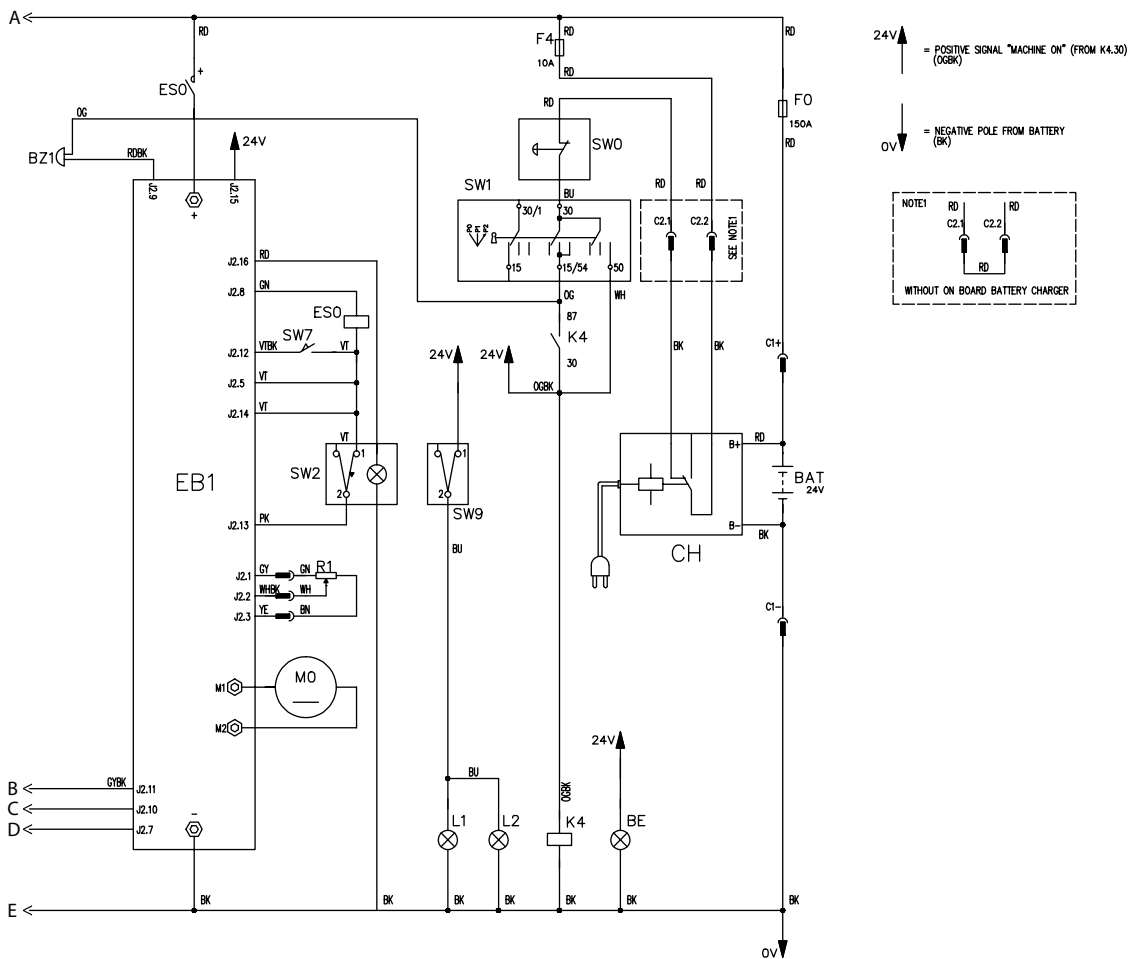 A
RD
RD
RD
24V
= POSITIVE SIGNAL "MACHINE ON" (FROM K4.30)
(OGBK)
F4
10A
RD
+
ES0
F0
150A
RD
OG
RD
BZ1
RDBK
24V
SW0
0V
= NEGATIVE POLE FROM BATTERY
(BK)
J2.9
+
J2.15
SW1
BU
RD
RD
30/1
30
P0
P1
P2
C2.1
C2.2
SEE NOTE1
NOTE1
RD
RD
C2.1
C2.2
RD
WITHOUT ON BOARD BATTERY CHARGER
J2.16
RD
15
15/54
50
J2.8
GN
OG
WH
ES0
87
K4
30
J2.12
VTBK
SW7
VT
24V
24V
BK
BK
C1+
J2.5
VT
OGBK
J2.14
VT
VT
1
SW2
2
1
2
SW9
B+
RD
BAT
24V
EB1
J2.13
PK
B-
BK
CH
BU
J2.1
GY
GN
R1
J2.2
WHBK
WH
J2.3
YE
BN
C1-
M0
M1
M2
24V
B
GYBK
J2.11
BU
OGBK
C
J2.10
D
J2.7
-
L1
L2
K4
BE
E
BK
BK
BK
BK
BK
BK
BK
0V